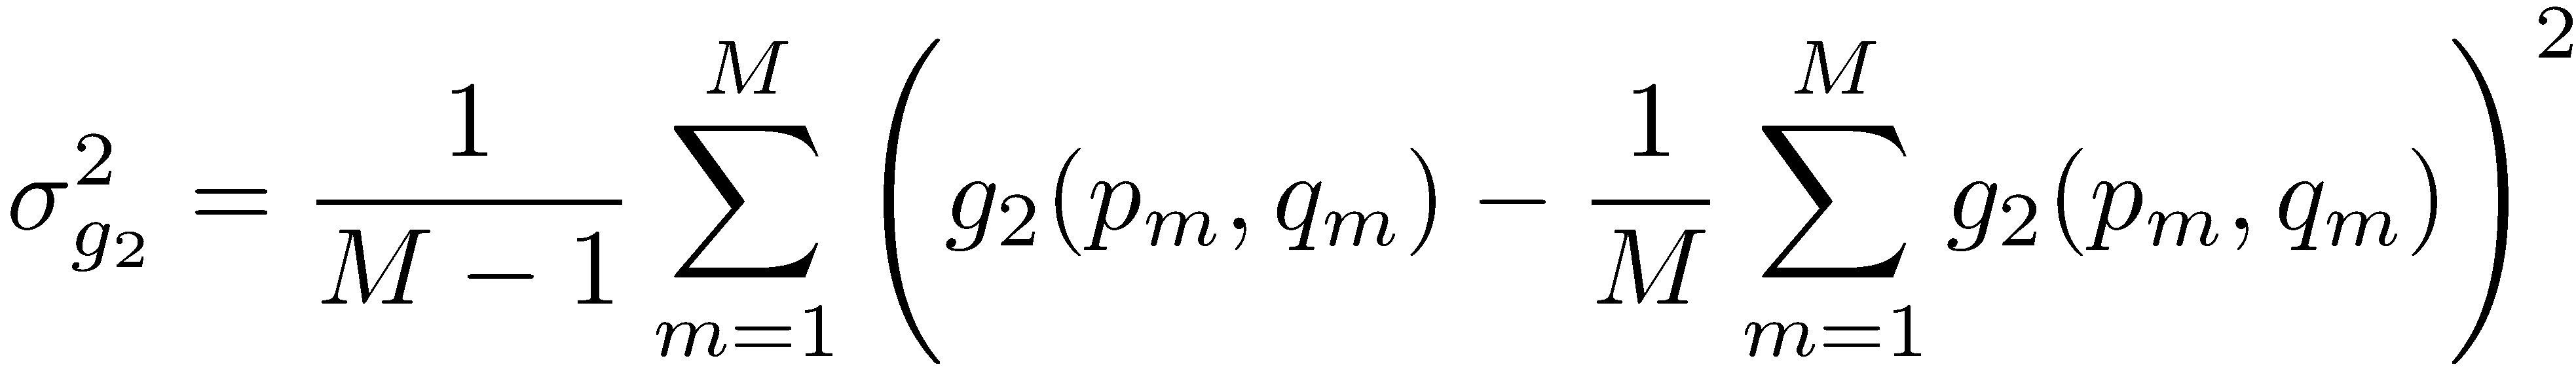 \sigma_{g_2}^2 = \frac{1}{M-1} \sum_{m=1}^{M} \left( g_2(p_m, q_m) - \frac{1}{M} \sum_{m=1}^{M} g_2(p_m, q_m) \right)^2